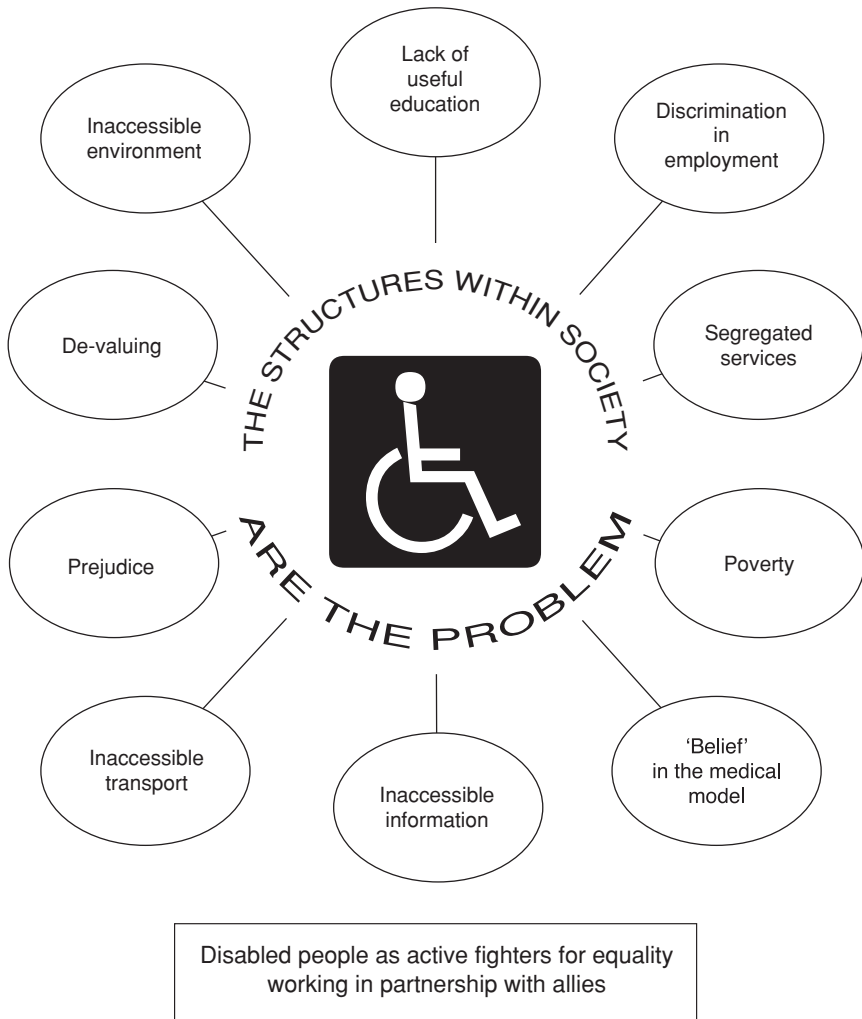 Lack of
useful
education
Inaccessible
environment
Discrimination
in
employment
THE STRUCTURES WITHIN SOCIETY
De-valuing
Segregated
services
ARE THE PROBLEM
Prejudice
Poverty
Inaccessible
transport
Inaccessible
information
‘Belief’
in the medical
model
Disabled people as active fighters for equality
working in partnership with allies